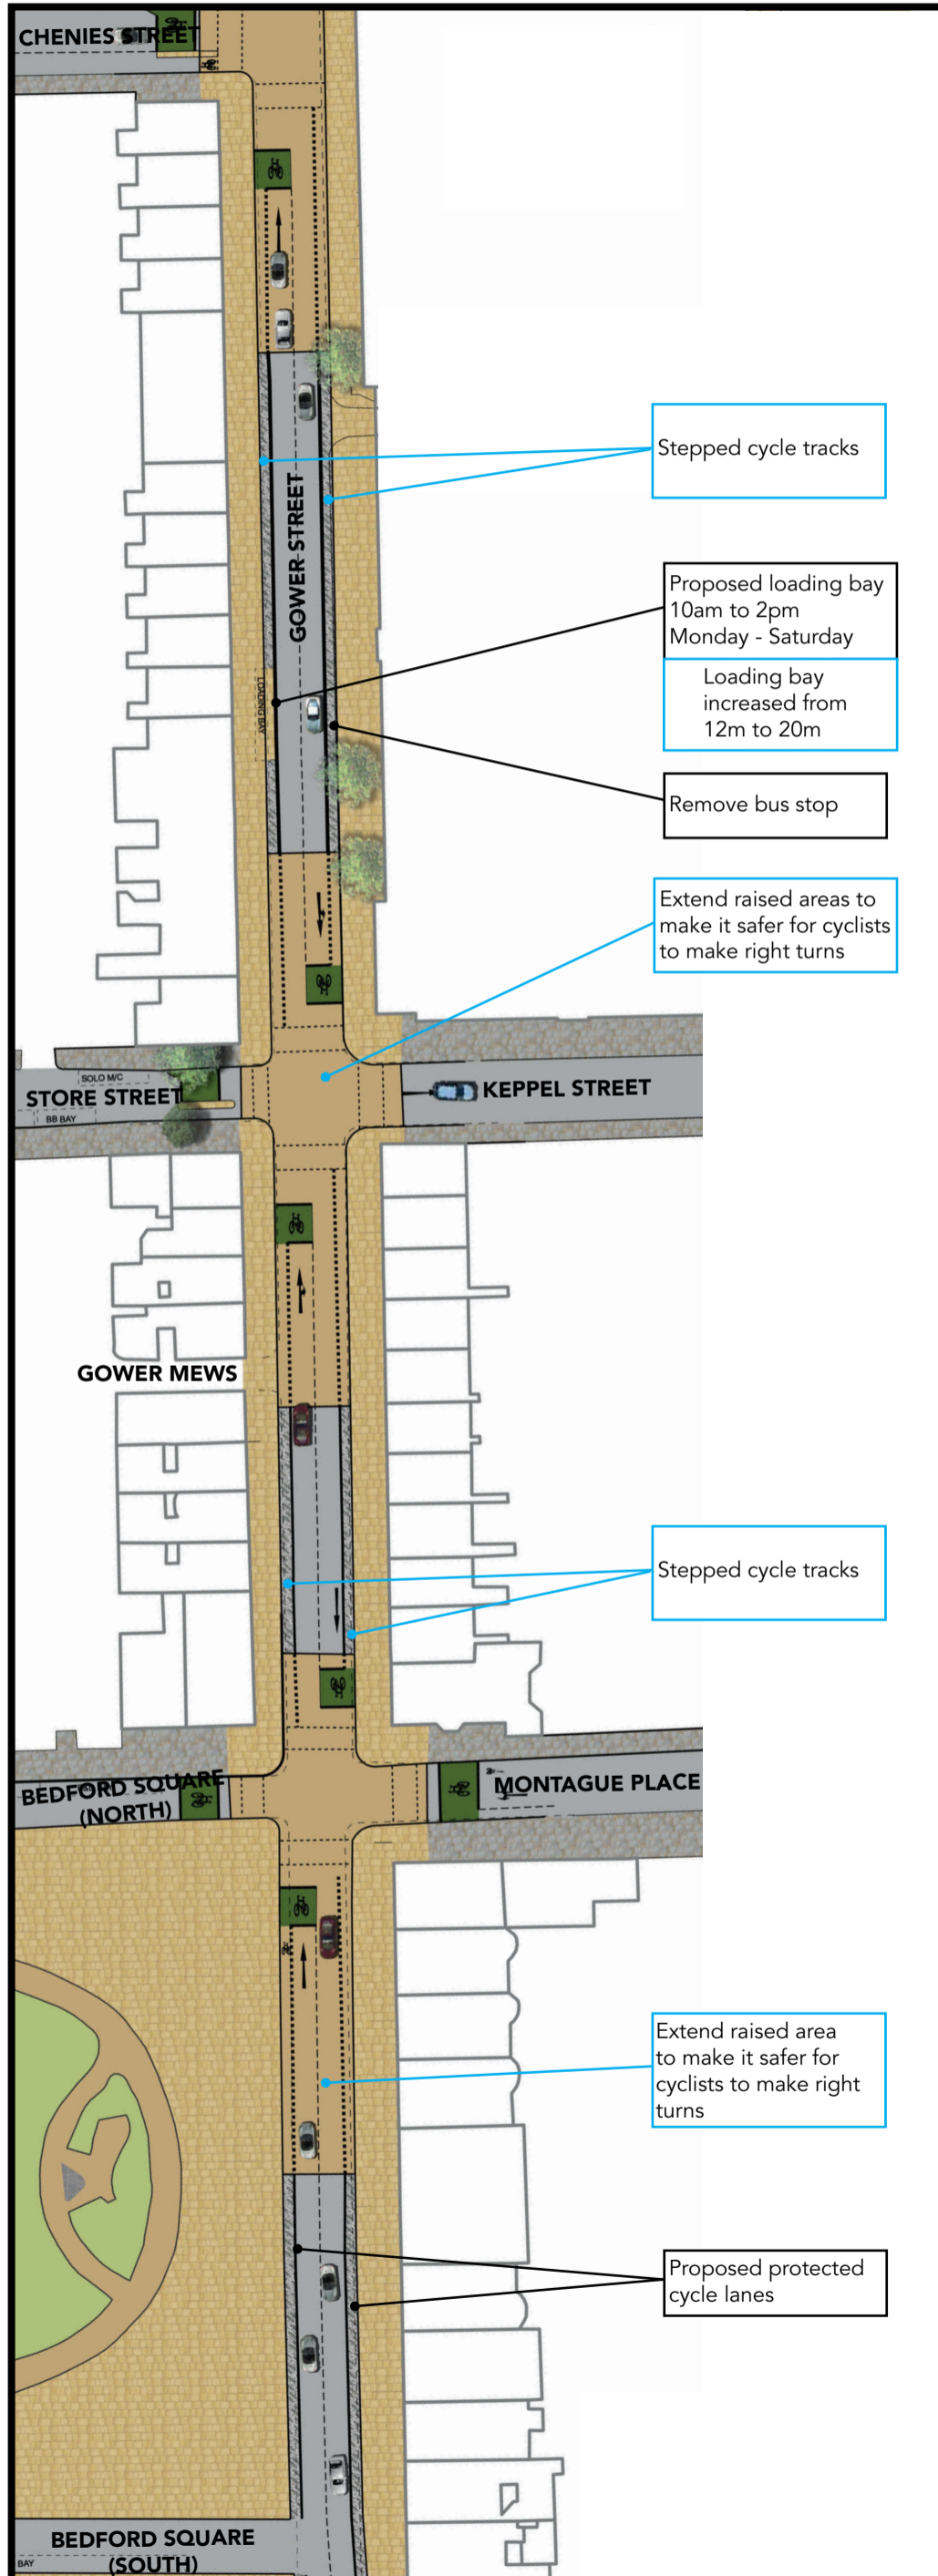 CHENIES STREET
Stepped cycle tracks
GOWER STREET
Proposed loading bay
10am to 2pm
Monday - Saturday
Loading bay
increased from
12m to 20m
LOADING BAY
Remove bus stop
Extend raised areas to
make it safer for cyclists
to make right turns
SOLO M/C
STORE STREET
KEPPEL STREET
BB BAY
GOWER MEWS
Stepped cycle tracks
BEDFORD SQUARE
(NORTH)
MONTAGUE PLACE
Extend raised area
to make it safer for
cyclists to make right
turns
Proposed protected
cycle lanes
BEDFORD SQUARE
(SOUTH)
BAY